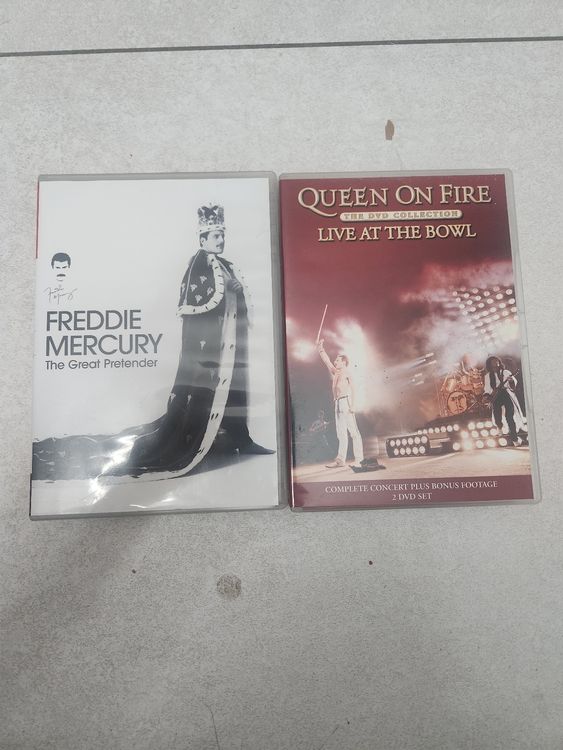 FREDDIE
MERCURY
The Great Pretender
QUEEN ON FIRE
THE DVD COLLECTION
LIVE AT THE BOWL
COMPLETE CONCERT PLUS BONUS FOOTAGE
2 DVD SET